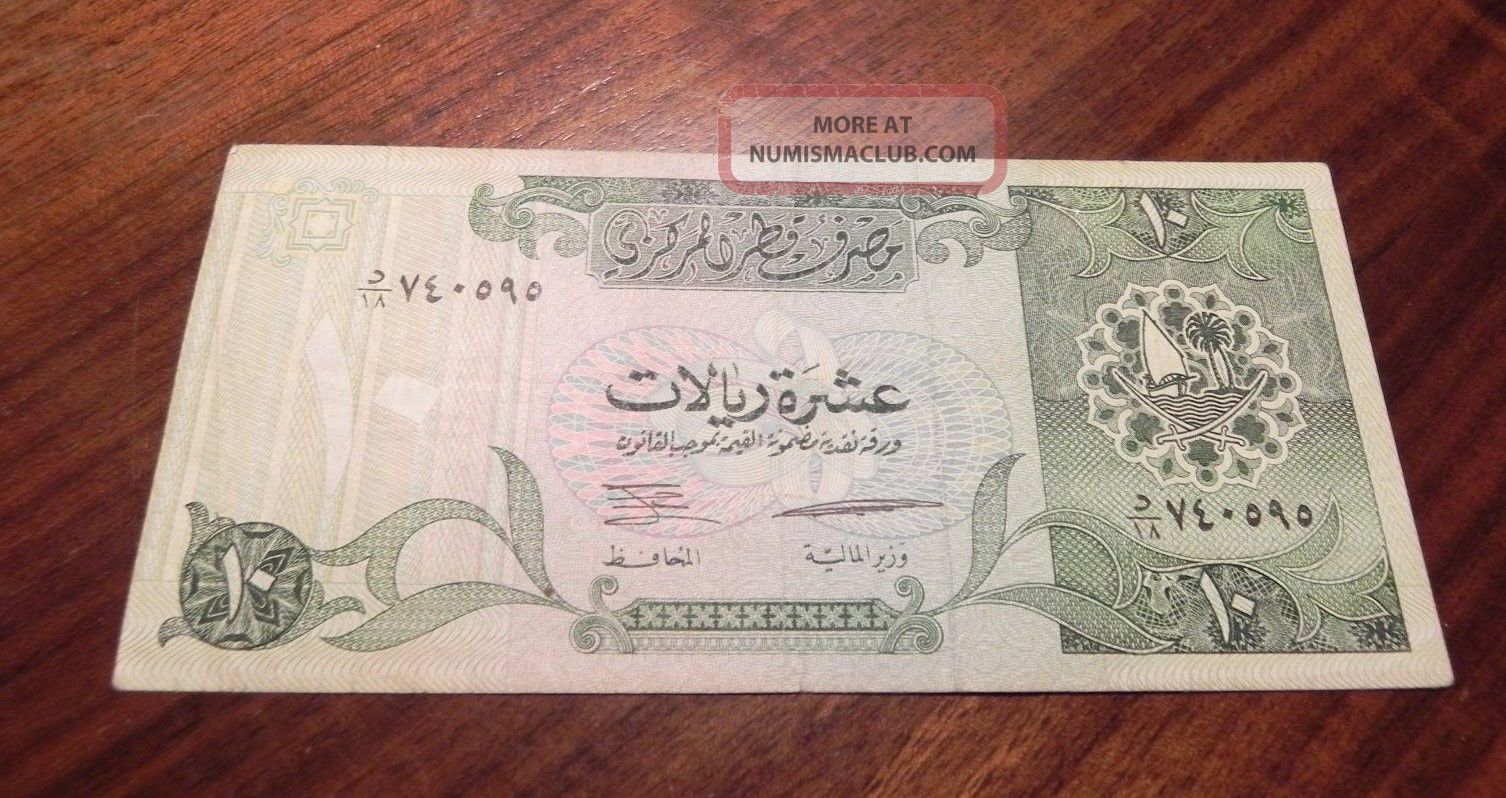 MORE AT
NUMISMACLUB.COM
مصرف قطر المركزي
١٠
د/١٨ ٧٤٠٥٩٥
١٠
عشرة ريالات
ورقة نقدية مضمونة القيمة بموجب القانون
د/١٨ ٧٤٠٥٩٥
وزير المالية
المحافظ
١٠
١٠